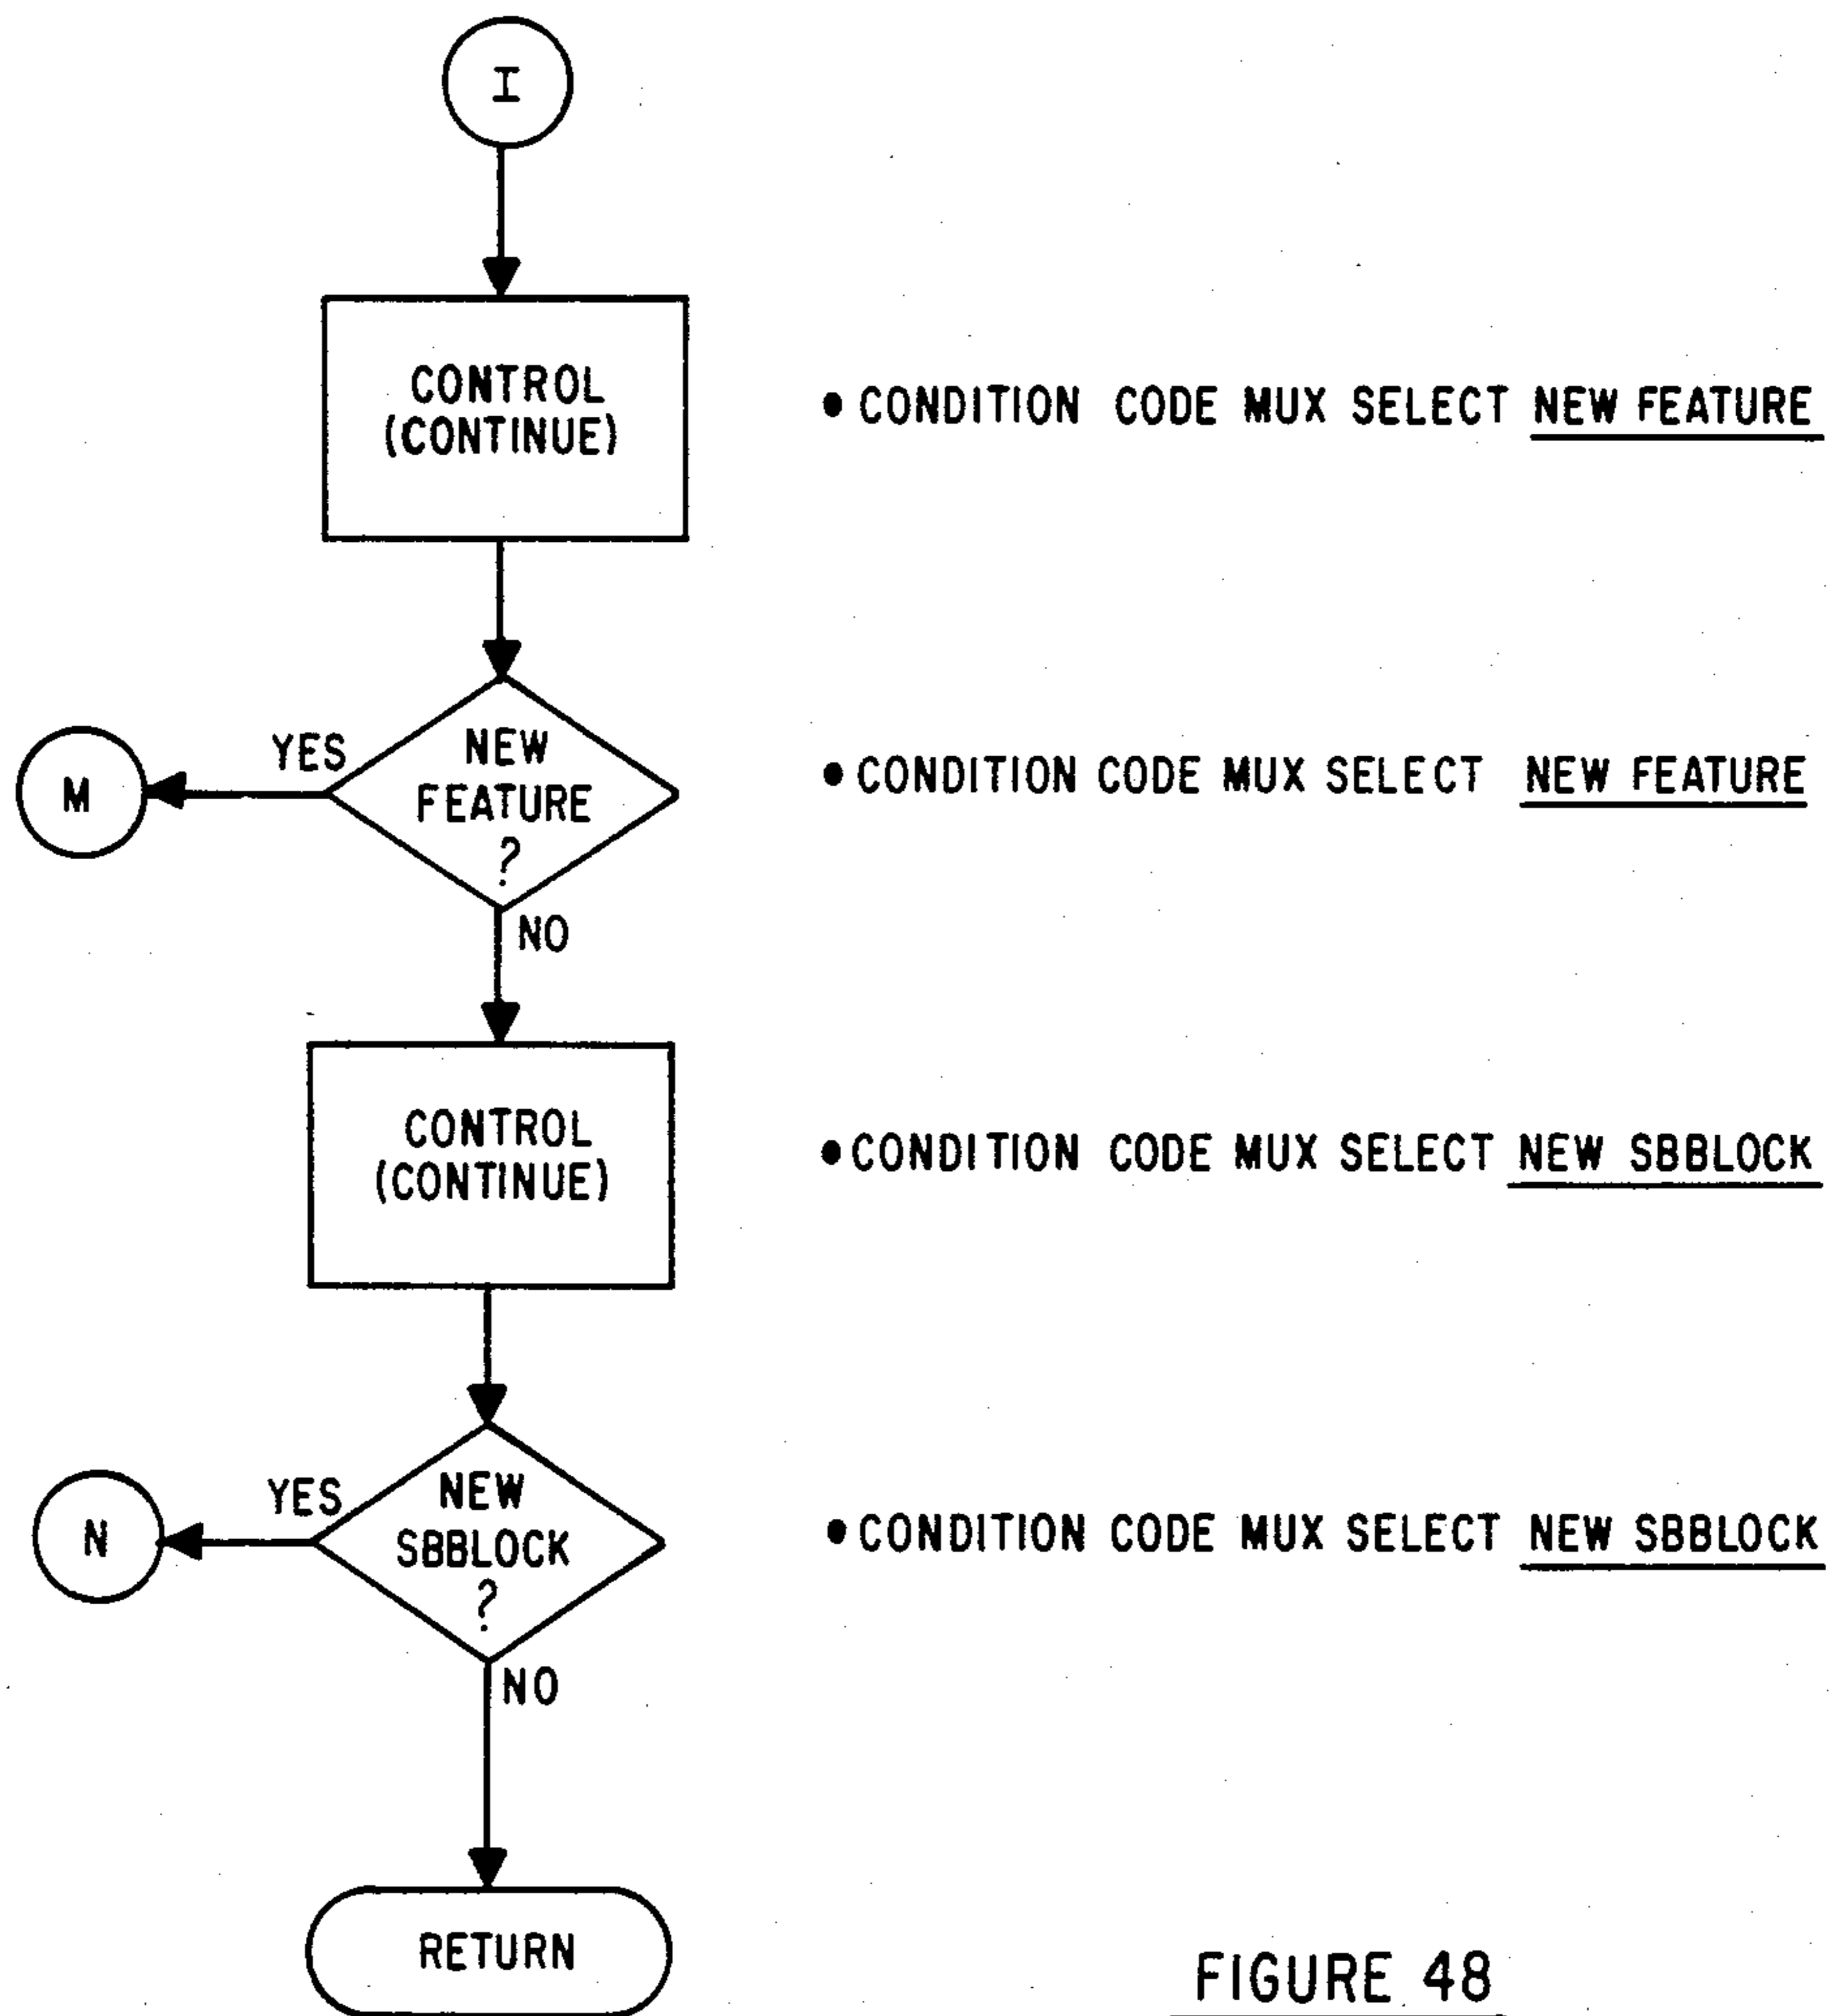 I
CONTROL
(CONTINUE)
• CONDITION CODE MUX SELECT NEW FEATURE
YES
NEW
FEATURE
?
M
• CONDITION CODE MUX SELECT NEW FEATURE
NO
CONTROL
(CONTINUE)
• CONDITION CODE MUX SELECT NEW SBBLOCK
YES
NEW
SBBLOCK
?
N
• CONDITION CODE MUX SELECT NEW SBBLOCK
NO
RETURN
FIGURE 48